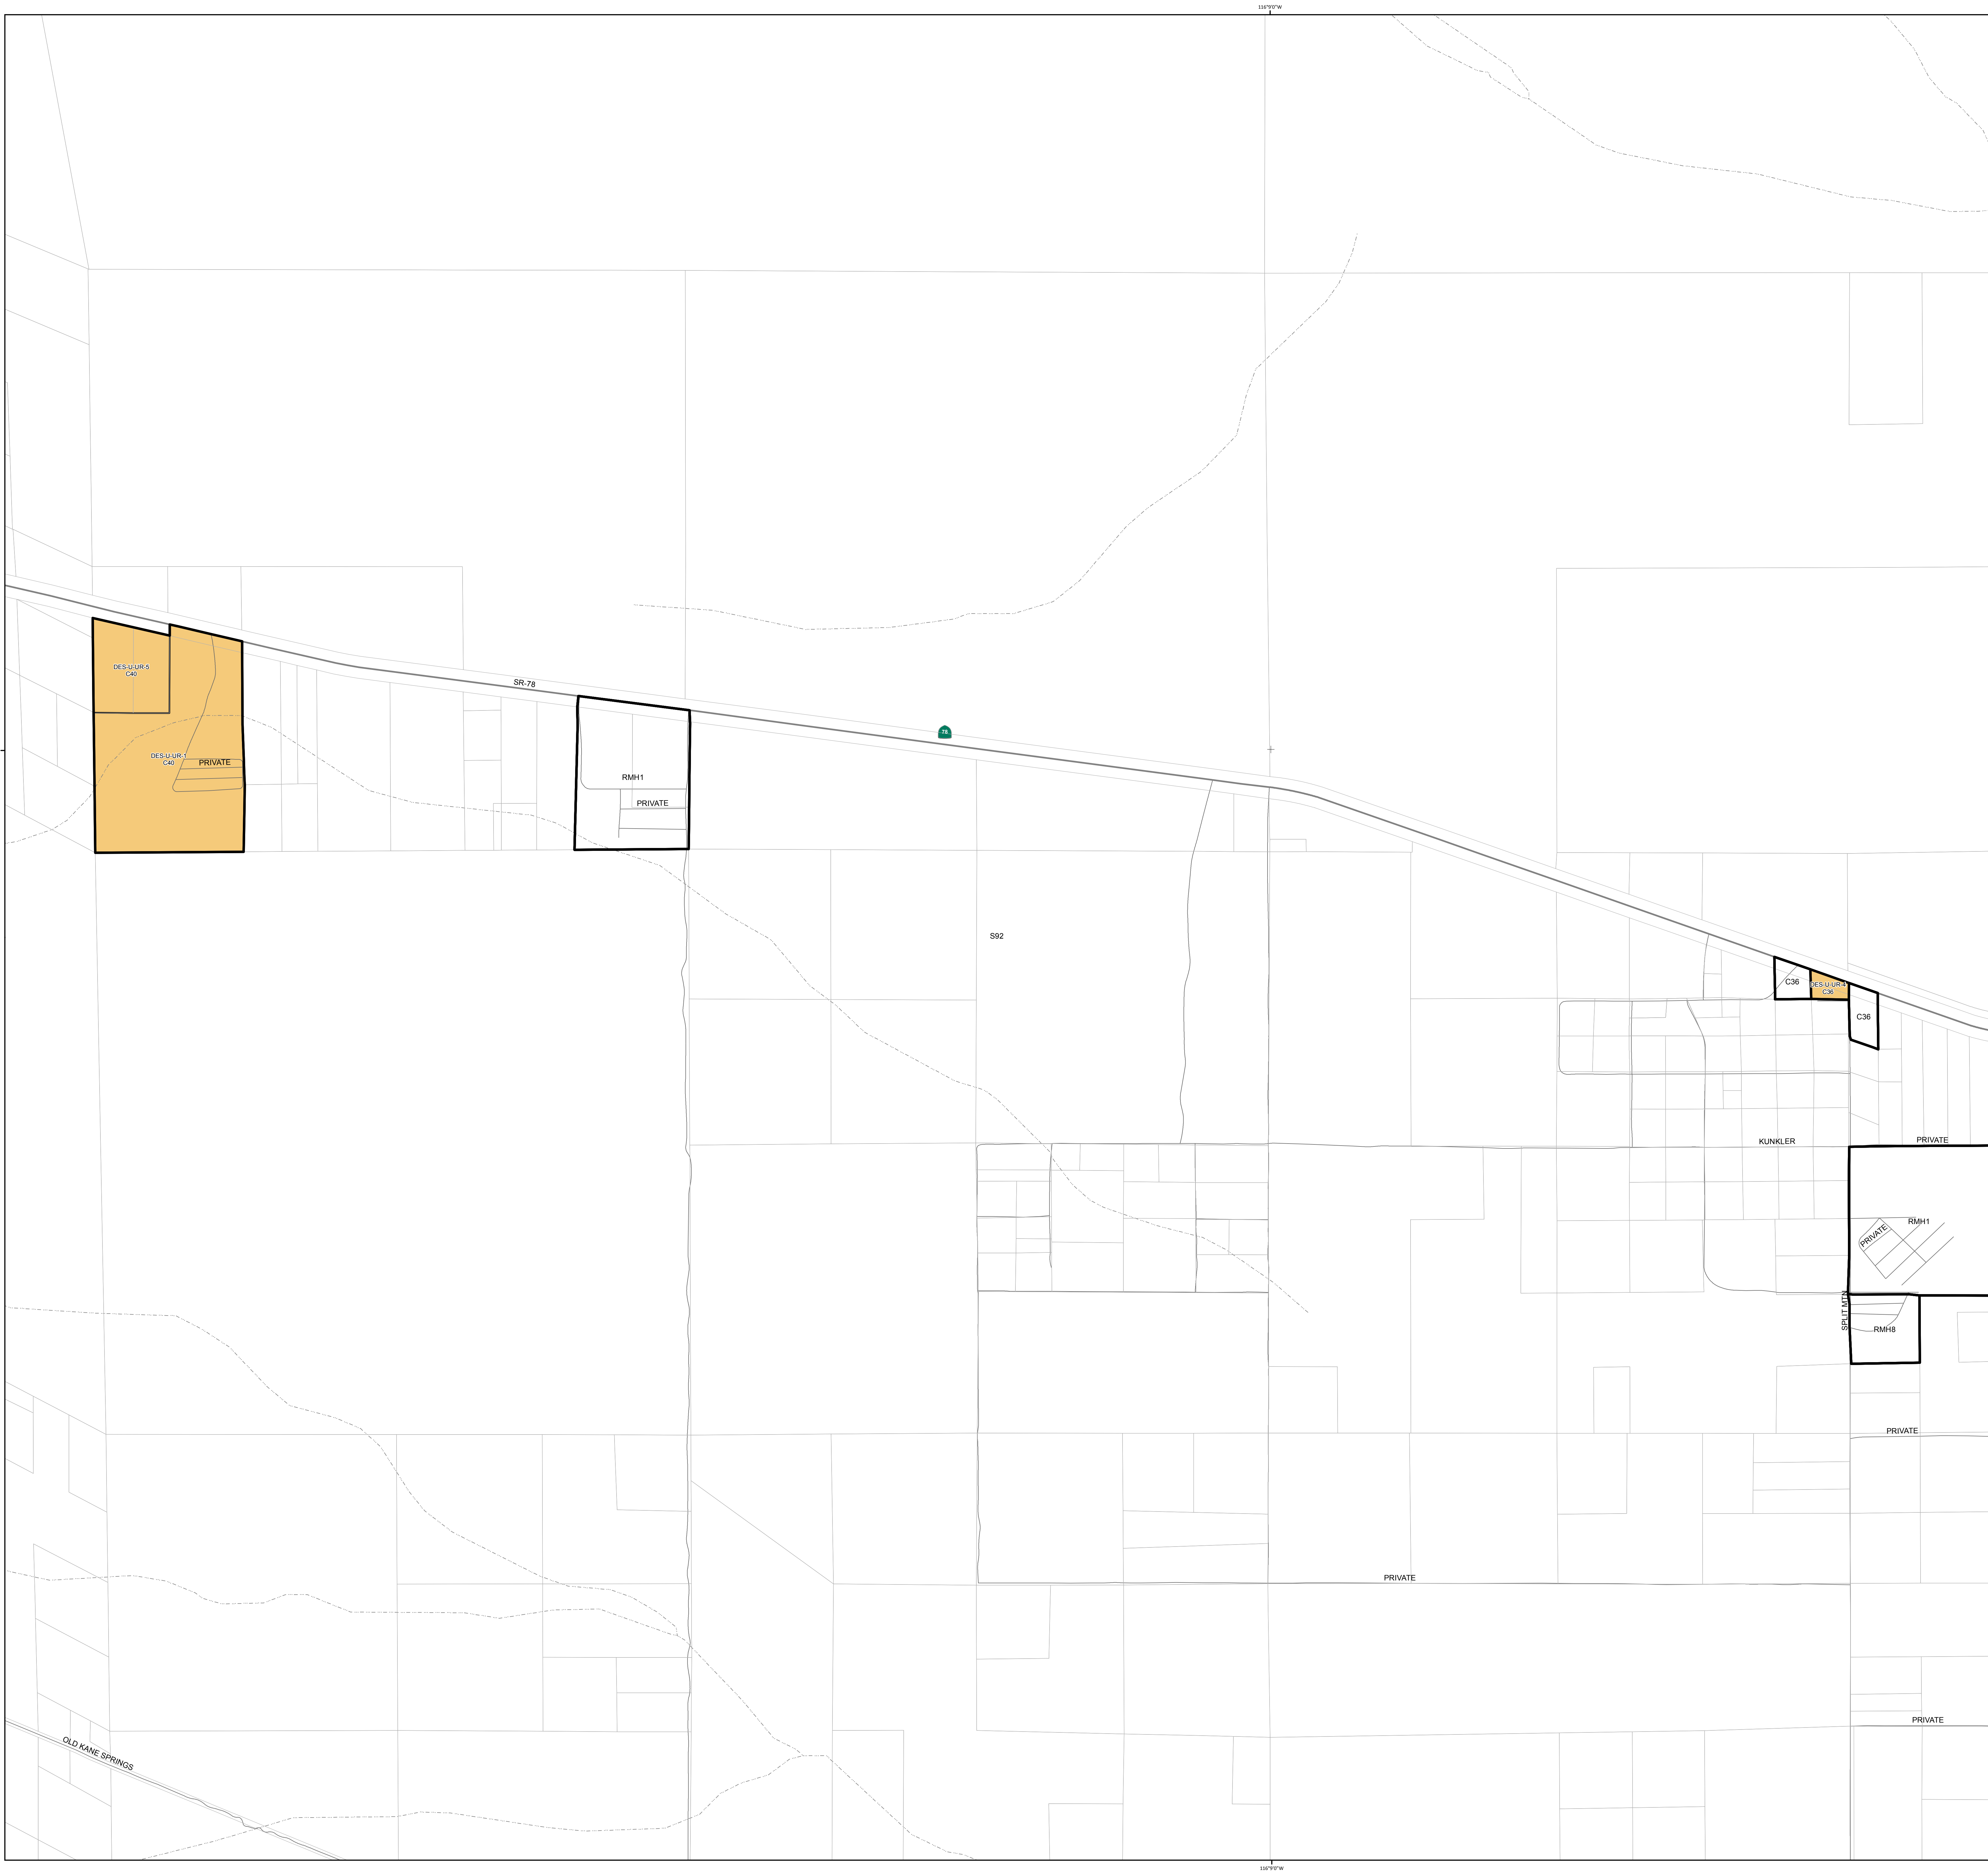 116°9'0"W
DES-U-UR-5
C40
SR-78
78
DES-U-UR-1
C40
PRIVATE
RMH1
PRIVATE
S92
C36
DES-U-UR-4
C36
C36
KUNKLER
PRIVATE
RMH1
PRIVATE
SPLIT MTN
RMH8
PRIVATE
PRIVATE
PRIVATE
OLD KANE SPRINGS
116°9'0"W